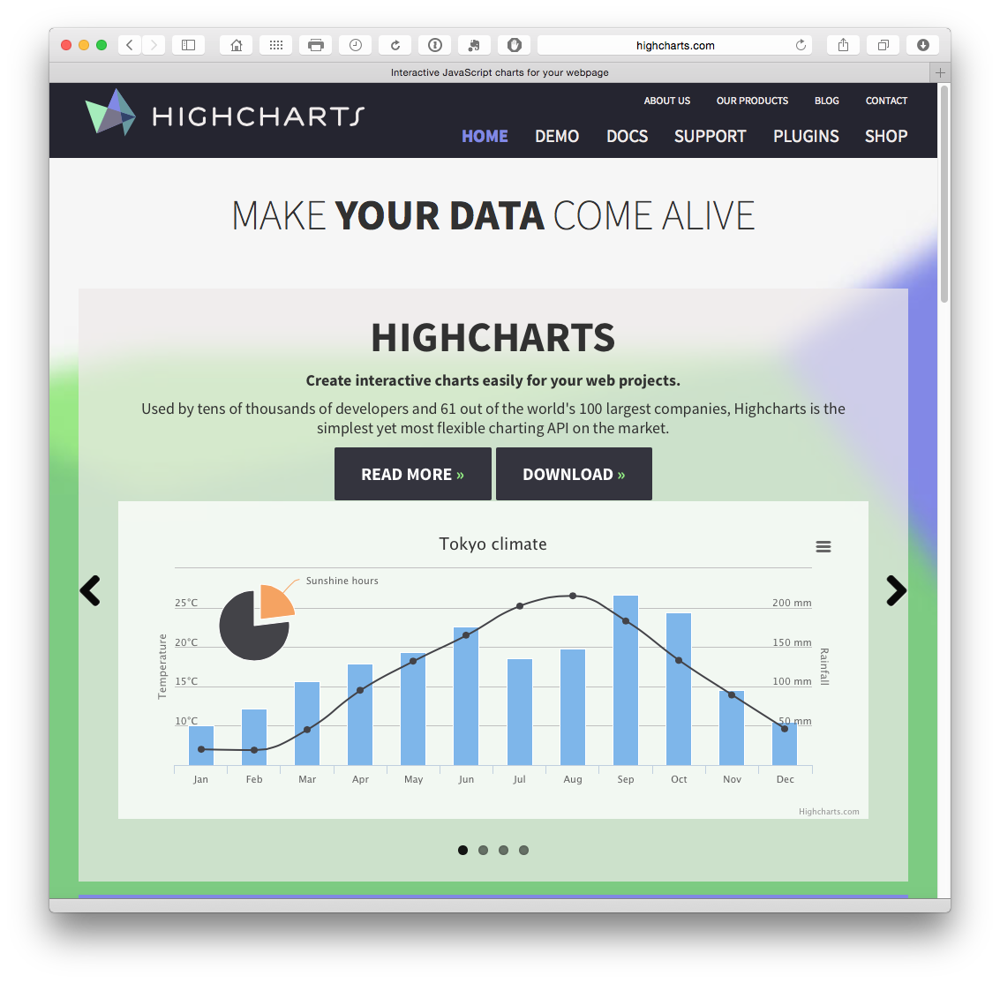 highcharts.com
Interactive JavaScript charts for your webpage
ABOUT US OUR PRODUCTS BLOG CONTACT
HIGHCHARTS
HOME DEMO DOCS SUPPORT PLUGINS SHOP
MAKE YOUR DATA COME ALIVE
HIGHCHARTS
Create interactive charts easily for your web projects.
Used by tens of thousands of developers and 61 out of the world's 100 largest companies, Highcharts is the
simplest yet most flexible charting API on the market.
READ MORE » DOWNLOAD »
Tokyo climate
Sunshine hours
25°C 200 mm
20°C 150 mm
Temperature
Rainfall
15°C 100 mm
10°C 50 mm
Jan Feb Mar Apr May Jun Jul Aug Sep Oct Nov Dec
Highcharts.com